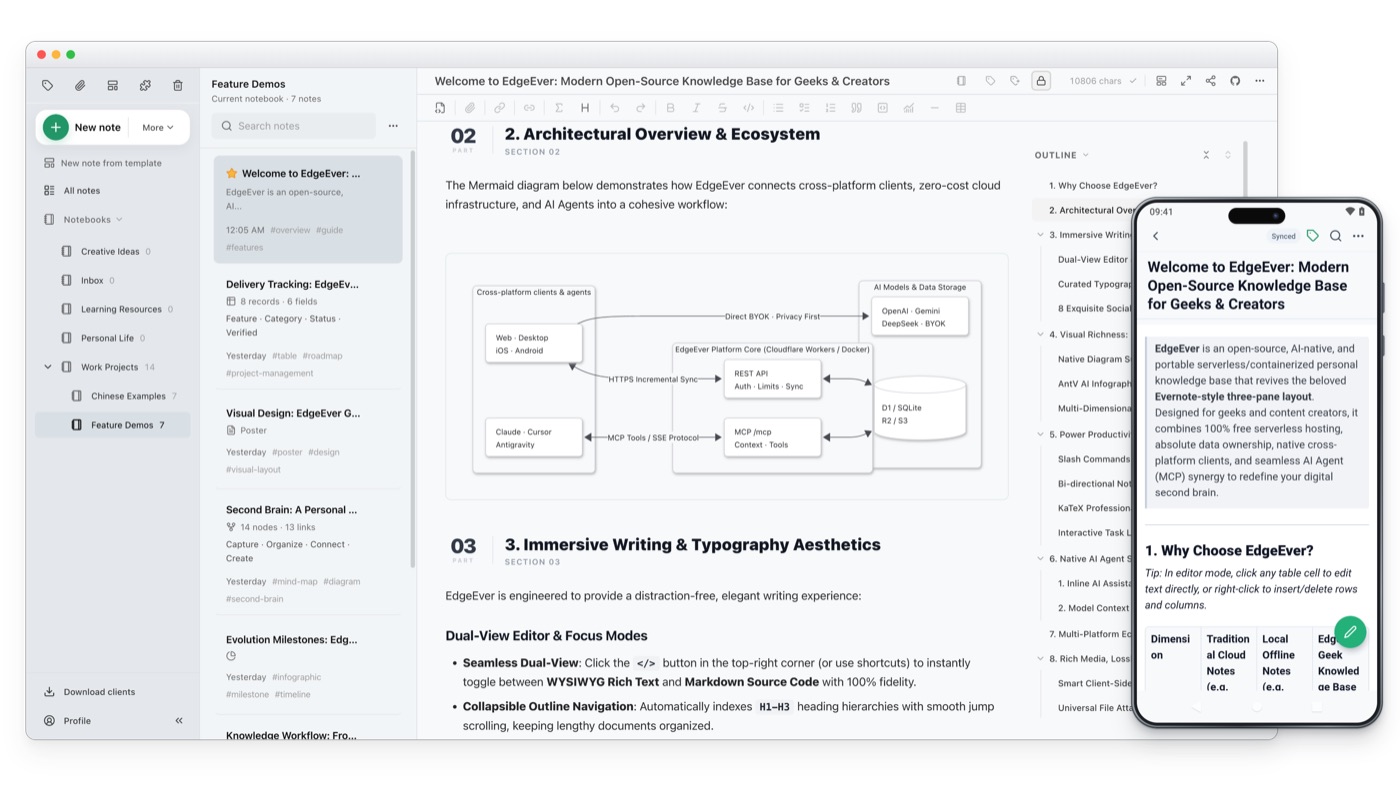 Feature Demos
Current notebook · 7 notes
Welcome to EdgeEver: Modern Open-Source Knowledge Base for Geeks & Creators
10806 chars
New note
More
Search notes
New note from template
All notes
Notebooks
Creative Ideas 0
Inbox 0
Learning Resources 0
Personal Life 0
Work Projects 14
Chinese Examples 7
Feature Demos 7
Download clients
Profile
Welcome to EdgeEver: ...
EdgeEver is an open-source,
AI...
12:05 AM #overview #guide
#features
Delivery Tracking: EdgeEv...
8 records · 6 fields
Feature · Category · Status ·
Verified
Yesterday #table #roadmap
#project-management
Visual Design: EdgeEver G...
Poster
Yesterday #poster #design
#visual-layout
Second Brain: A Personal ...
14 nodes · 13 links
Capture · Organize · Connect ·
Create
Yesterday #mind-map #diagram
#second-brain
Evolution Milestones: Edg...
Yesterday #infographic
#milestone #timeline
Knowledge Workflow: Fro...
02
PART
2. Architectural Overview & Ecosystem
SECTION 02
The Mermaid diagram below demonstrates how EdgeEver connects cross-platform clients, zero-cost cloud
infrastructure, and AI Agents into a cohesive workflow:
Cross-platform clients & agents
AI Models & Data Storage
Web · Desktop
iOS · Android
Direct BYOK · Privacy First
OpenAI · Gemini
DeepSeek · BYOK
EdgeEver Platform Core (Cloudflare Workers / Docker)
HTTPS Incremental Sync
REST API
Auth · Limits · Sync
D1 / SQLite
R2 / S3
Claude · Cursor
Antigravity
MCP Tools / SSE Protocol
MCP /mcp
Context · Tools
03
PART
3. Immersive Writing & Typography Aesthetics
SECTION 03
EdgeEver is engineered to provide a distraction-free, elegant writing experience:
Dual-View Editor & Focus Modes
• Seamless Dual-View: Click the </> button in the top-right corner (or use shortcuts) to instantly
toggle between WYSIWYG Rich Text and Markdown Source Code with 100% fidelity.
• Collapsible Outline Navigation: Automatically indexes H1–H3 heading hierarchies with smooth jump
scrolling, keeping lengthy documents organized.
OUTLINE
1. Why Choose EdgeEver?
2. Architectural Ove
3. Immersive Writing
Dual-View Editor
Curated Typograp
8 Exquisite Social
4. Visual Richness:
Native Diagram S
AntV AI Infograph
Multi-Dimensiona
5. Power Productivi
Slash Commands
Bi-directional Not
KaTeX Profession
Interactive Task L
6. Native AI Agent S
1. Inline AI Assista
2. Model Context
7. Multi-Platform Ec
8. Rich Media, Loss
Smart Client-Side
Universal File Atta
09:41
Synced
Welcome to EdgeEver: Modern
Open-Source Knowledge Base
for Geeks & Creators
EdgeEver is an open-source, AI-native, and
portable serverless/containerized personal
knowledge base that revives the beloved
Evernote-style three-pane layout.
Designed for geeks and content creators, it
combines 100% free serverless hosting,
absolute data ownership, native cross-
platform clients, and seamless AI Agent
(MCP) synergy to redefine your digital
second brain.
1. Why Choose EdgeEver?
Tip: In editor mode, click any table cell to edit
text directly, or right-click to insert/delete rows
and columns.
Dimensi
on
Tradition
al Cloud
Notes
(e.g.
Local
Offline
Notes
(e.g.
Geek
Knowled
ge Base